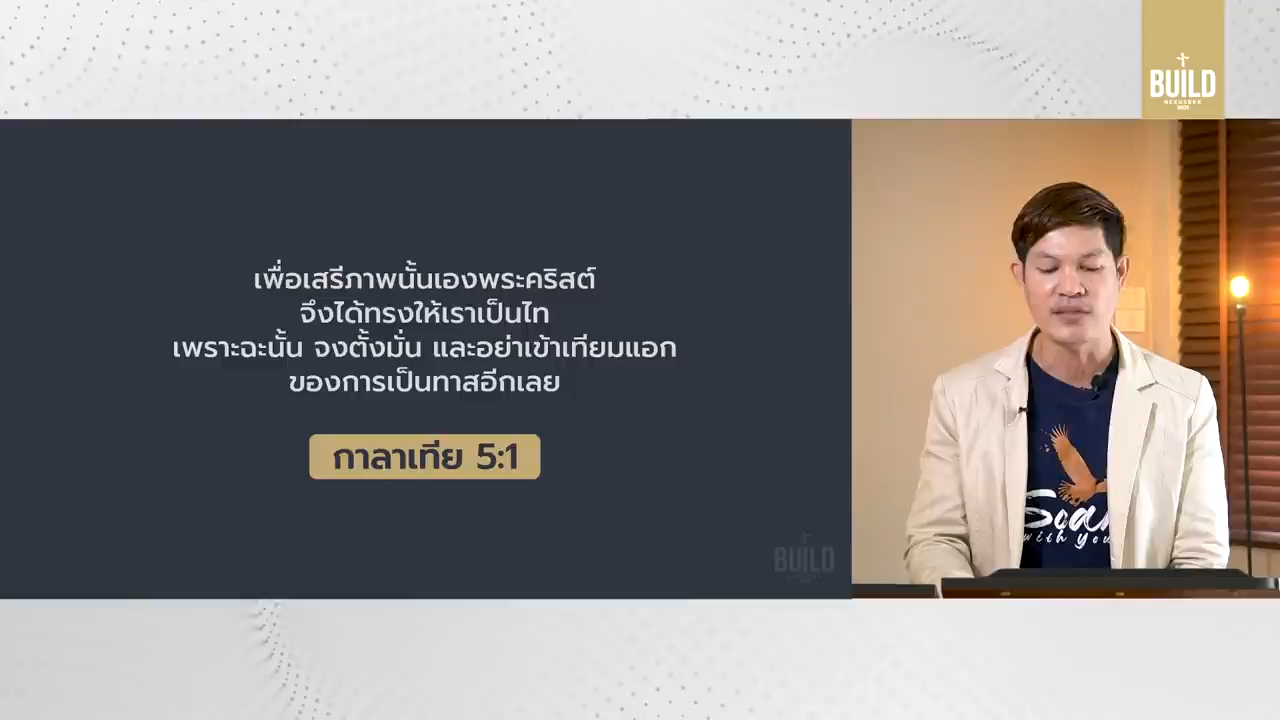 BUILD
NEXUSBKK
2021
เพื่อเสรีภาพนั้นเองพระคริสต์
จึงได้ทรงให้เราเป็นไท
เพราะฉะนั้น จงตั้งมั่น และอย่าเข้าเทียมแอก
ของการเป็นทาสอีกเลย
กาลาเทีย 5:1
BUILD
with you